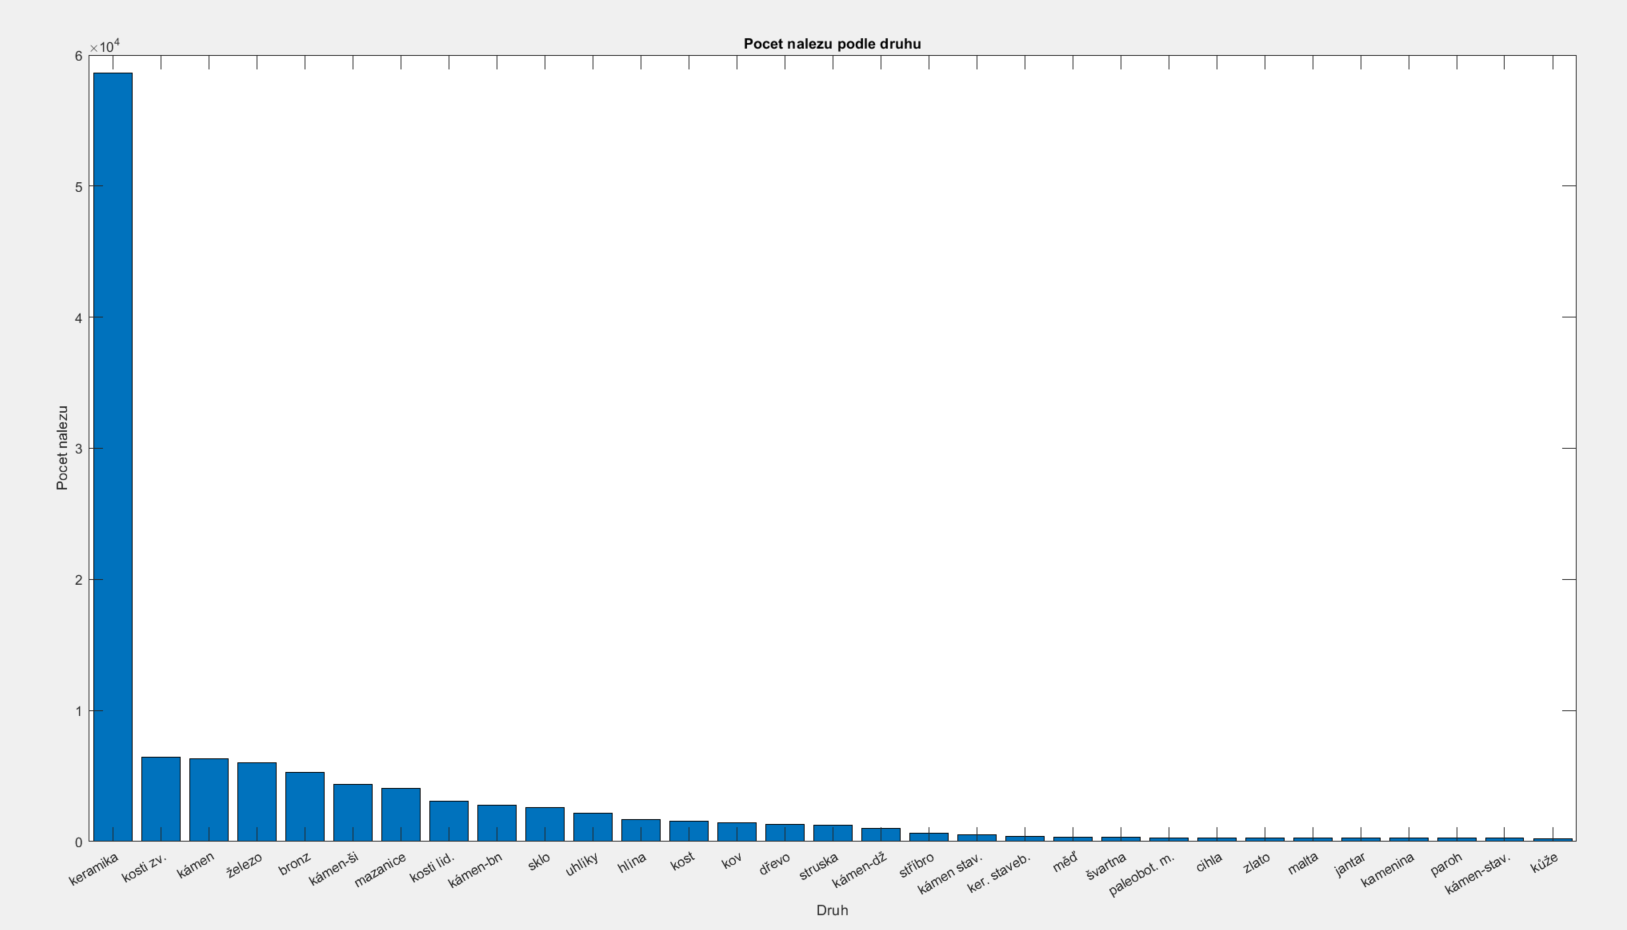 Pocet nalezu podle druhu
×10⁴
6
5
4
3
2
1
0
Pocet nalezu
keramika
kosti zv.
kámen
železo
bronz
kámen-ši
mazanice
kosti lid.
kámen-bn
sklo
uhlíky
hlína
kost
kov
dřevo
struska
kámen-dž
stříbro
kámen stav.
ker. staveb.
měď
švartna
paleobot. m.
cihla
zlato
malta
jantar
kamenina
paroh
kámen-stav.
kůže
Druh